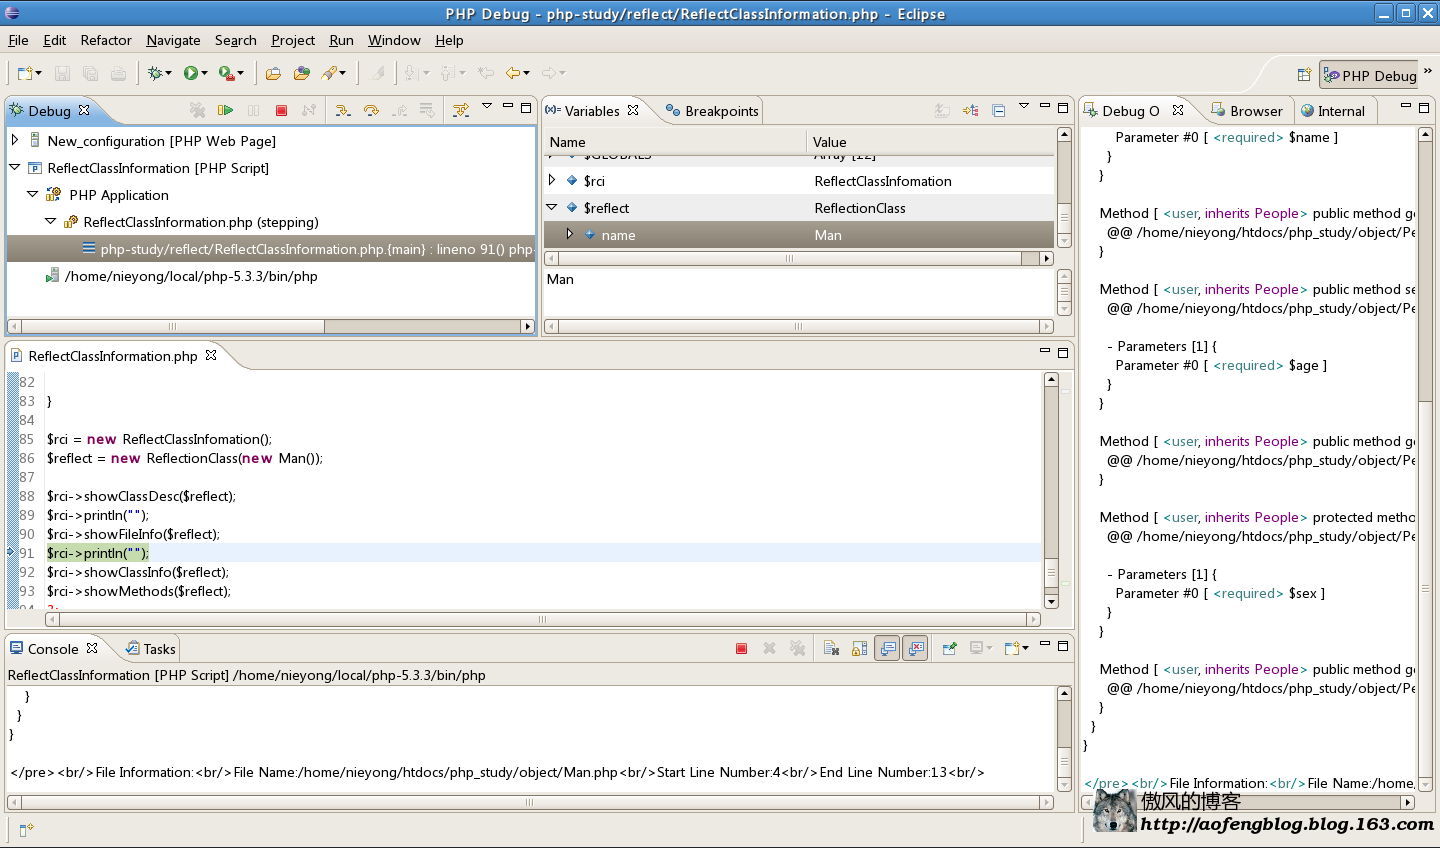 PHP Debug - php-study/reflect/ReflectClassInformation.php - Eclipse
File Edit Refactor Navigate Search Project Run Window Help
PHP Debug »
Debug
New_configuration [PHP Web Page]
ReflectClassInformation [PHP Script]
PHP Application
ReflectClassInformation.php (stepping)
php-study/reflect/ReflectClassInformation.php.{main} : lineno 91() php-
/home/nieyong/local/php-5.3.3/bin/php
(x)= Variables Breakpoints
Name Value
$GLOBALS Array [12]
$rci ReflectClassInfomation
$reflect ReflectionClass
name Man
Man
Debug O Browser Internal
Parameter #0 [ <required> $name ]
}
}
Method [ <user, inherits People> public method ge
@@ /home/nieyong/htdocs/php_study/object/Pe
}
Method [ <user, inherits People> public method se
@@ /home/nieyong/htdocs/php_study/object/Pe
- Parameters [1] {
Parameter #0 [ <required> $age ]
}
}
Method [ <user, inherits People> public method ge
@@ /home/nieyong/htdocs/php_study/object/Pe
}
Method [ <user, inherits People> protected metho
@@ /home/nieyong/htdocs/php_study/object/Pe
- Parameters [1] {
Parameter #0 [ <required> $sex ]
}
}
Method [ <user, inherits People> public method ge
@@ /home/nieyong/htdocs/php_study/object/Pe
}
}
}
</pre><br/>File Information:<br/>File Name:/home/
ReflectClassInformation.php
82
83 }
84
85 $rci = new ReflectClassInfomation();
86 $reflect = new ReflectionClass(new Man());
87
88 $rci->showClassDesc($reflect);
89 $rci->println("");
90 $rci->showFileInfo($reflect);
91 $rci->println("");
92 $rci->showClassInfo($reflect);
93 $rci->showMethods($reflect);
94 ?>
Console Tasks
ReflectClassInformation [PHP Script] /home/nieyong/local/php-5.3.3/bin/php
}
}
}
</pre><br/>File Information:<br/>File Name:/home/nieyong/htdocs/php_study/object/Man.php<br/>Start Line Number:4<br/>End Line Number:13<br/>
傲风的博客
http://aofengblog.blog.163.com